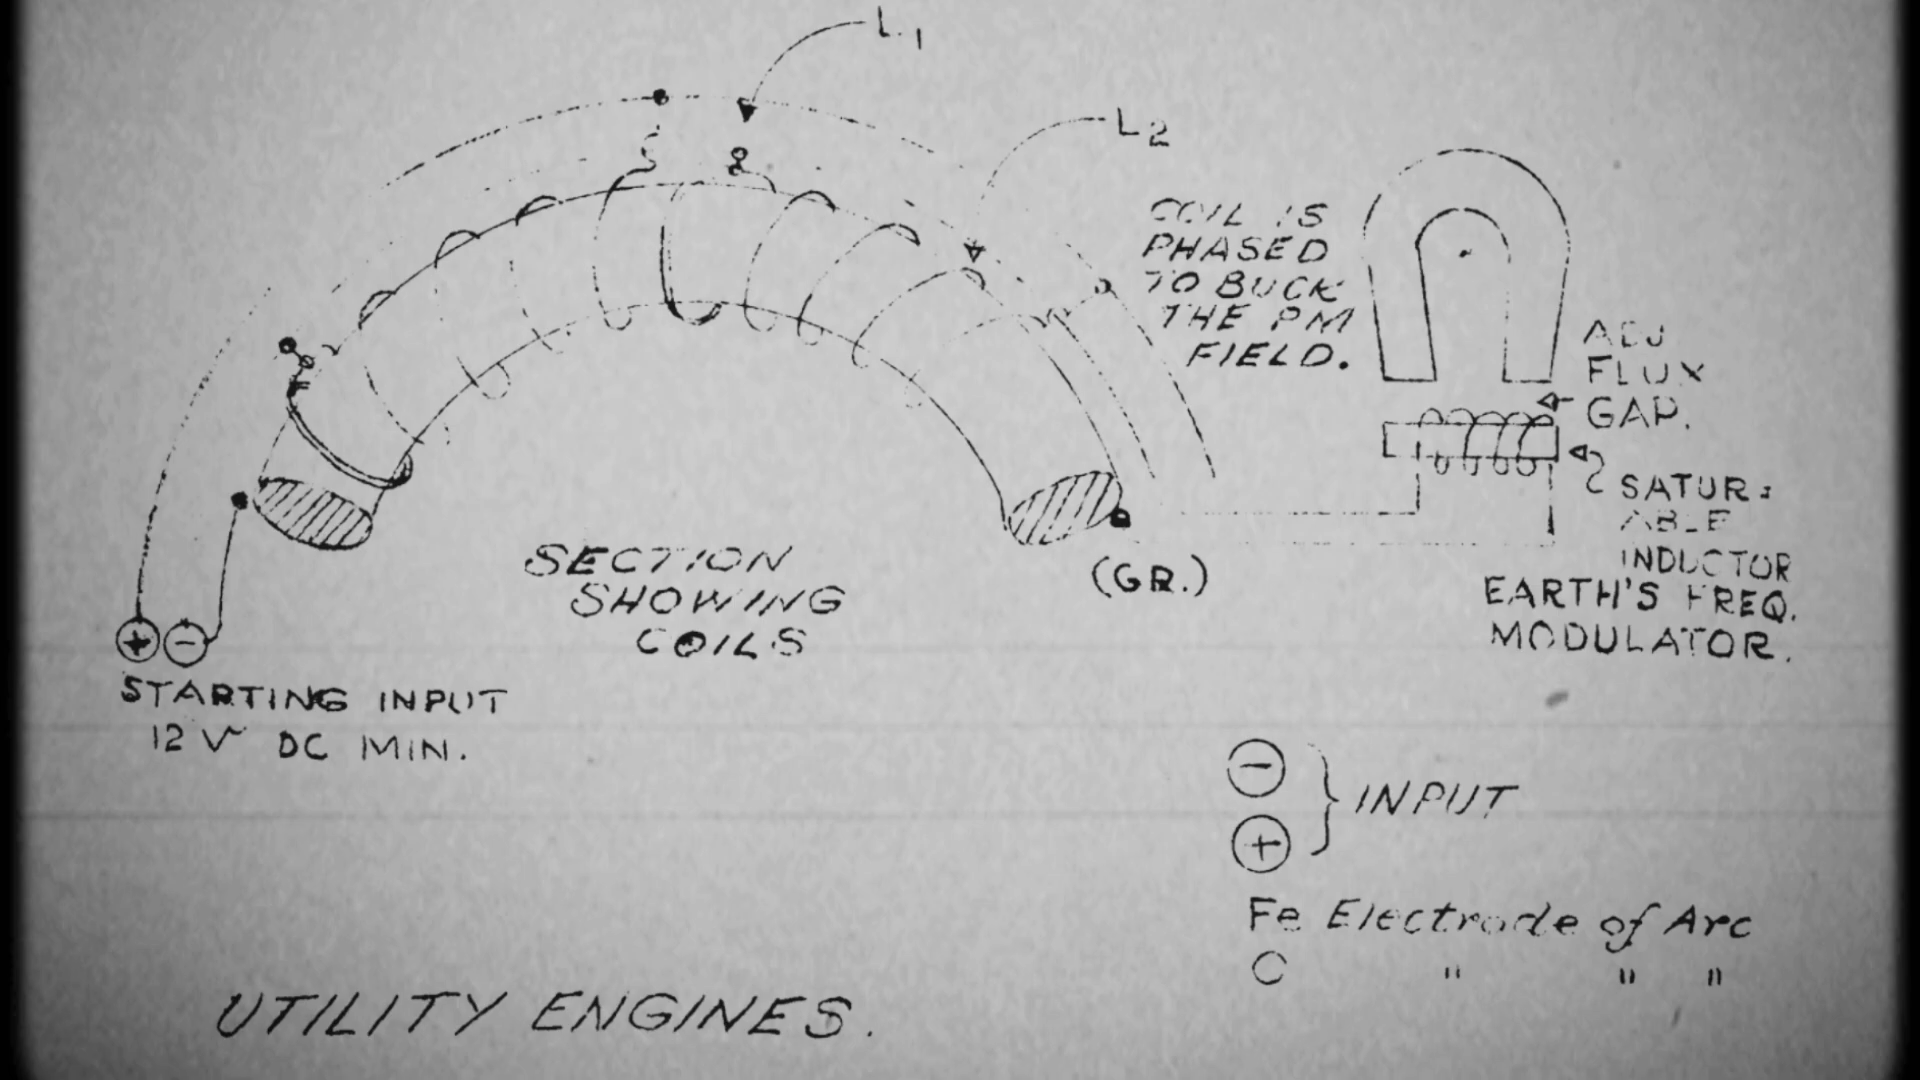 L1
L2
COIL IS
PHASED
TO BUCK
THE PM
FIELD.
ADJ
FLUX
GAP.
SATUR=
ABLE
INDUCTOR
EARTH'S FREQ.
MODULATOR.
(GR.)
SECTION
SHOWING
COILS
+ -
STARTING INPUT
12 V DC MIN.
-
+
INPUT
Fe Electrode of Arc
C " " "
UTILITY ENGINES.